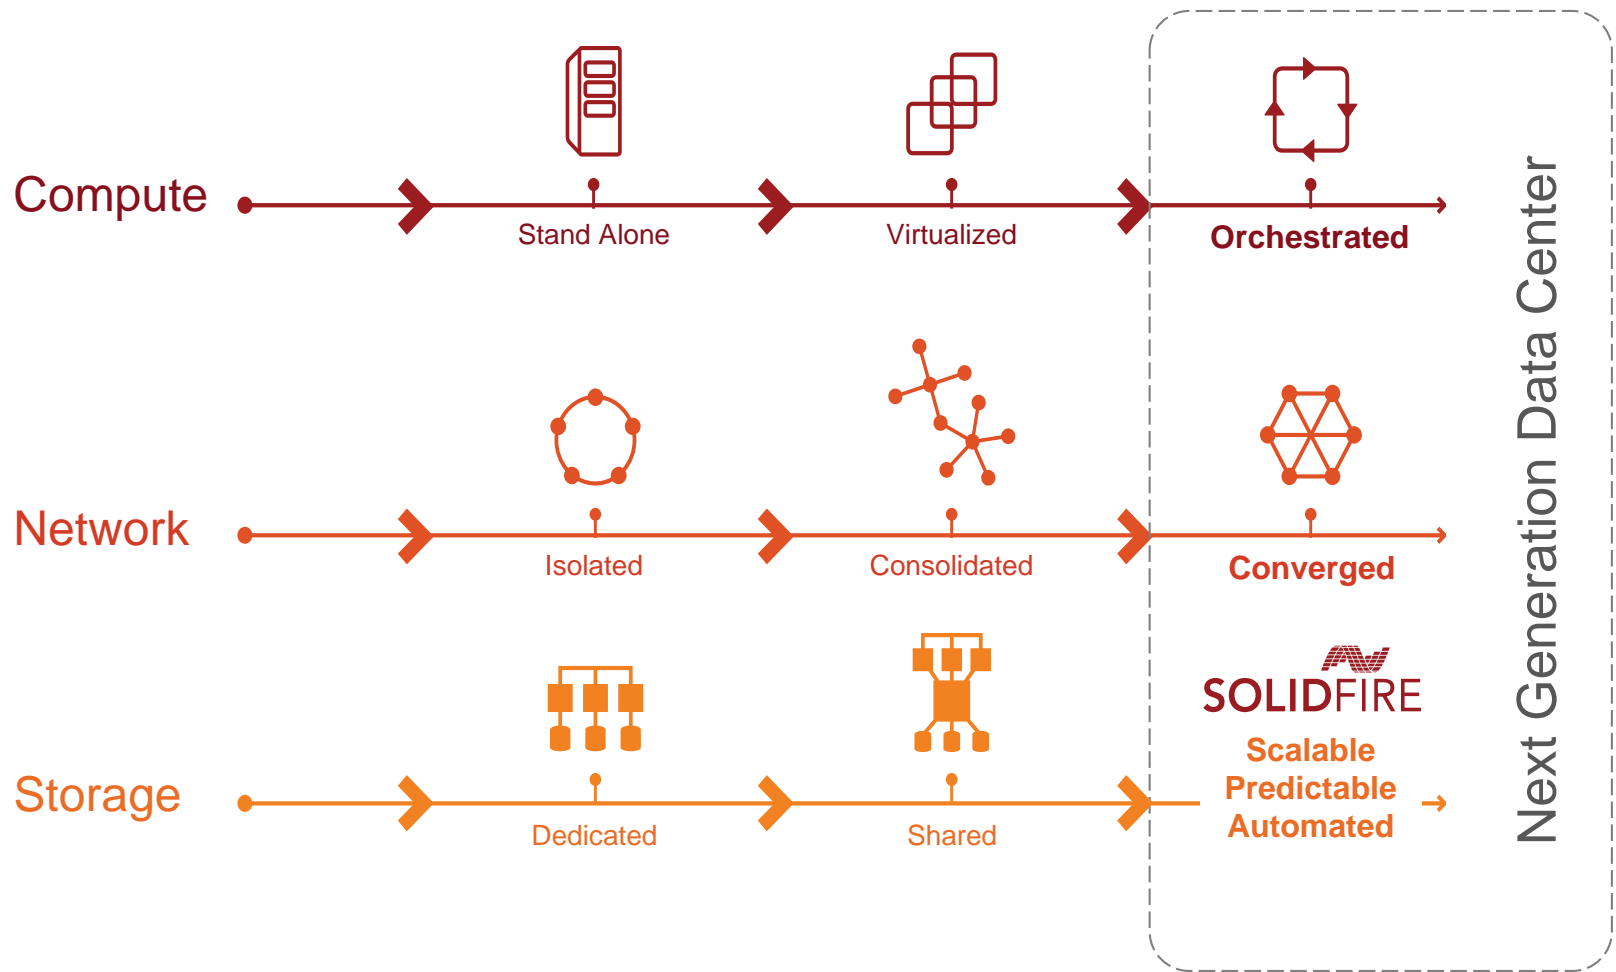 Compute
Stand Alone
Virtualized
Orchestrated
Network
Isolated
Consolidated
Converged
Storage
Dedicated
Shared
SOLIDFIRE
Scalable
Predictable
Automated
Next Generation Data Center